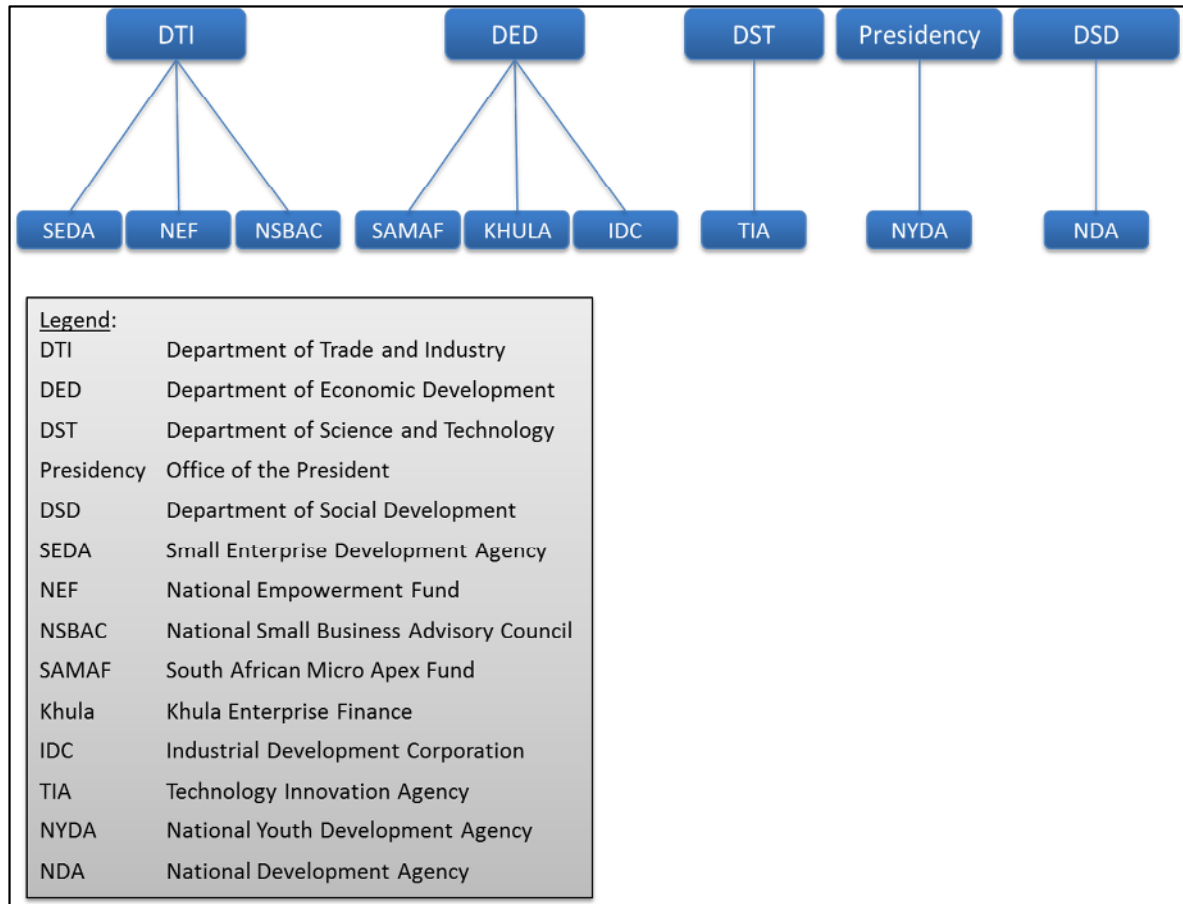 DTI DED DST Presidency DSD
SEDA NEF NSBAC SAMAF KHULA IDC TIA NYDA NDA
Legend:
DTI Department of Trade and Industry
DED Department of Economic Development
DST Department of Science and Technology
Presidency Office of the President
DSD Department of Social Development
SEDA Small Enterprise Development Agency
NEF National Empowerment Fund
NSBAC National Small Business Advisory Council
SAMAF South African Micro Apex Fund
Khula Khula Enterprise Finance
IDC Industrial Development Corporation
TIA Technology Innovation Agency
NYDA National Youth Development Agency
NDA National Development Agency